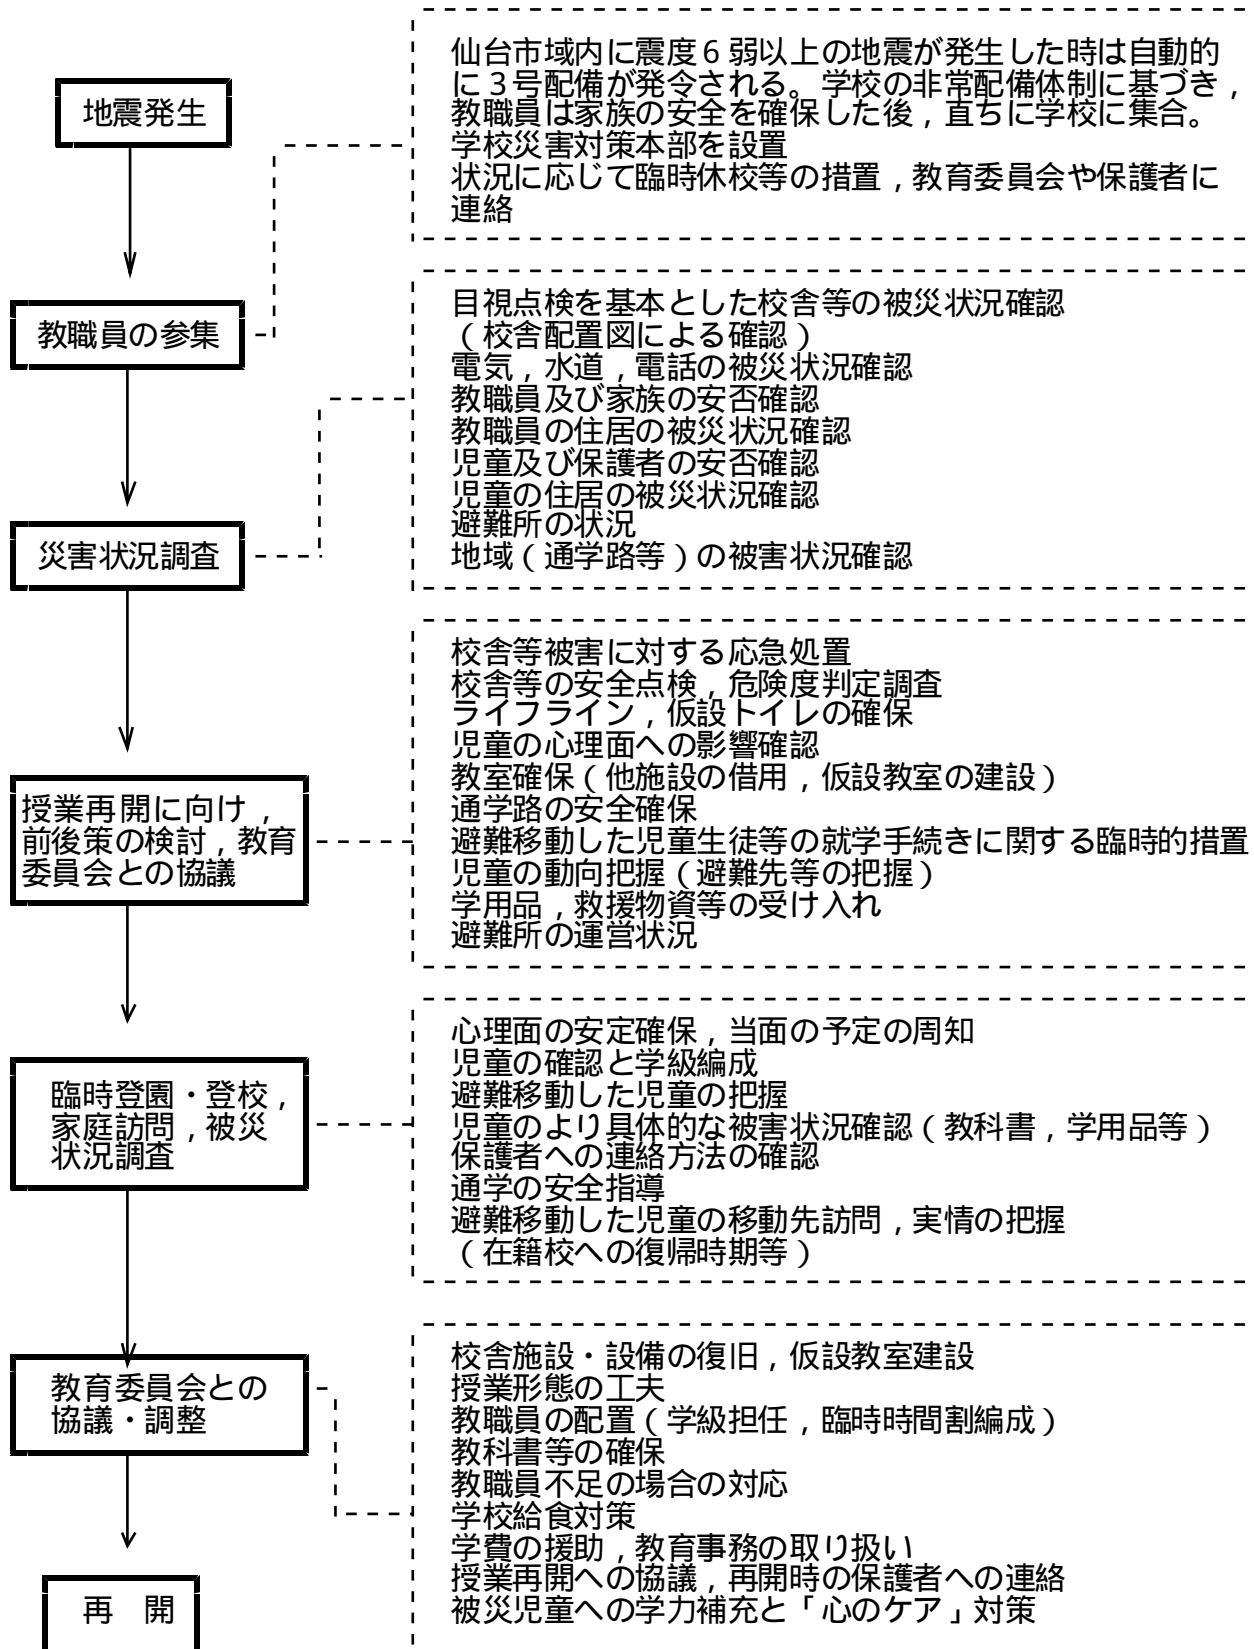 地震発生
仙台市域内に震度６弱以上の地震が発生した時は自動的
に３号配備が発令される。学校の非常配備体制に基づき，
教職員は家族の安全を確保した後，直ちに学校に集合。
学校災害対策本部を設置
状況に応じて臨時休校等の措置，教育委員会や保護者に
連絡
教職員の参集
目視点検を基本とした校舎等の被災状況確認
（校舎配置図による確認）
電気，水道，電話の被災状況確認
教職員及び家族の安否確認
教職員の住居の被災状況確認
児童及び保護者の安否確認
児童の住居の被災状況確認
避難所の状況
地域（通学路等）の被害状況確認
災害状況調査
校舎等被害に対する応急処置
校舎等の安全点検，危険度判定調査
ライフライン，仮設トイレの確保
児童の心理面への影響確認
教室確保（他施設の借用，仮設教室の建設）
通学路の安全確保
避難移動した児童生徒等の就学手続きに関する臨時的措置
児童の動向把握（避難先等の把握）
学用品，救援物資等の受け入れ
避難所の運営状況
授業再開に向け，
前後策の検討，教育
委員会との協議
心理面の安定確保，当面の予定の周知
児童の確認と学級編成
避難移動した児童の把握
児童のより具体的な被害状況確認（教科書，学用品等）
保護者への連絡方法の確認
通学の安全指導
避難移動した児童の移動先訪問，実情の把握
（在籍校への復帰時期等）
臨時登園・登校，
家庭訪問，被災
状況調査
校舎施設・設備の復旧，仮設教室建設
授業形態の工夫
教職員の配置（学級担任，臨時時間割編成）
教科書等の確保
教職員不足の場合の対応
学校給食対策
学費の援助，教育事務の取り扱い
授業再開への協議，再開時の保護者への連絡
被災児童への学力補充と「心のケア」対策
教育委員会との
協議・調整
再　開